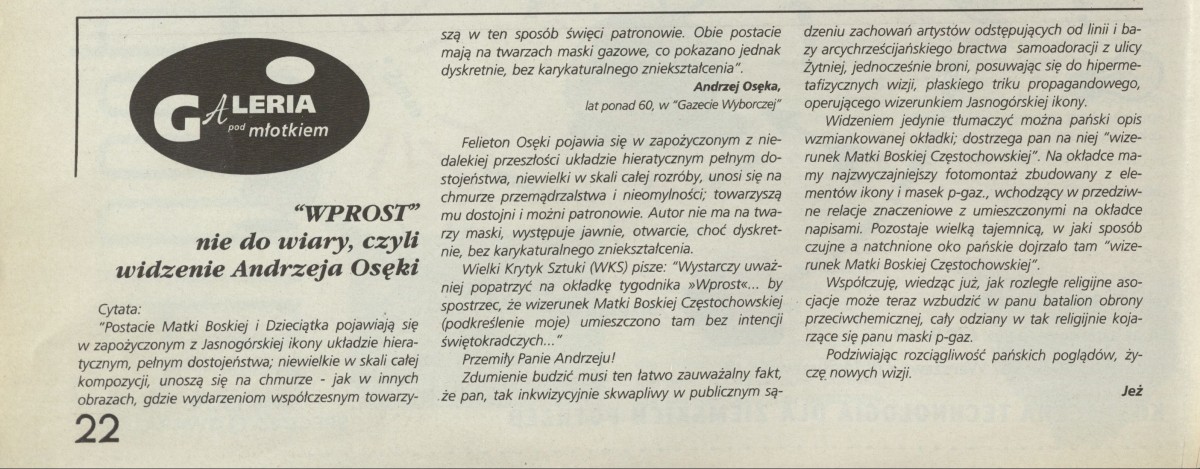 GALERIA
pod młotkiem
"WPROST"
nie do wiary, czyli
widzenie Andrzeja Osęki
Cytata:
"Postacie Matki Boskiej i Dzieciątka pojawiają się
w zapożyczonym z Jasnogórskiej ikony układzie hiera-
tycznym, pełnym dostojeństwa; niewielkie w skali całej
kompozycji, unoszą się na chmurze - jak w innych
obrazach, gdzie wydarzeniom współczesnym towarzy-
22
szą w ten sposób święci patronowie. Obie postacie
mają na twarzach maski gazowe, co pokazano jednak
dyskretnie, bez karykaturalnego zniekształcenia".
Andrzej Osęka,
lat ponad 60, w "Gazecie Wyborczej"
Felieton Osęki pojawia się w zapożyczonym z nie-
dalekiej przeszłości układzie hieratycznym pełnym do-
stojeństwa, niewielki w skali całej rozróby, unosi się na
chmurze przemądrzalstwa i nieomylności; towarzyszą
mu dostojni i możni patronowie. Autor nie ma na twa-
rzy maski, występuje jawnie, otwarcie, choć dyskret-
nie, bez karykaturalnego zniekształcenia.
Wielki Krytyk Sztuki (WKS) pisze: "Wystarczy uważ-
niej popatrzyć na okładkę tygodnika »Wprost«... by
spostrzec, że wizerunek Matki Boskiej Częstochowskiej
(podkreślenie moje) umieszczono tam bez intencji
świętokradczych..."
Przemiły Panie Andrzeju!
Zdumienie budzić musi ten łatwo zauważalny fakt,
że pan, tak inkwizycyjnie skwapliwy w publicznym są-
dzeniu zachowań artystów odstępujących od linii i ba-
zy arcychrześcijańskiego bractwa samoadoracji z ulicy
Żytniej, jednocześnie broni, posuwając się do hiperme-
tafizycznych wizji, płaskiego triku propagandowego,
operującego wizerunkiem Jasnogórskiej ikony.
Widzeniem jedynie tłumaczyć można pański opis
wzmiankowanej okładki; dostrzega pan na niej "wize-
runek Matki Boskiej Częstochowskiej". Na okładce ma-
my najzwyczajniejszy fotomontaż zbudowany z ele-
mentów ikony i masek p-gaz., wchodzący w przedziw-
ne relacje znaczeniowe z umieszczonymi na okładce
napisami. Pozostaje wielką tajemnicą, w jaki sposób
czujne a natchnione oko pańskie dojrzało tam "wize-
runek Matki Boskiej Częstochowskiej".
Współczuję, wiedząc już, jak rozległe religijne aso-
cjacje może teraz wzbudzić w panu batalion obrony
przeciwchemicznej, cały odziany w tak religijnie koja-
rzące się panu maski p-gaz.
Podziwiając rozciągliwość pańskich poglądów, ży-
czę nowych wizji.
Jeż